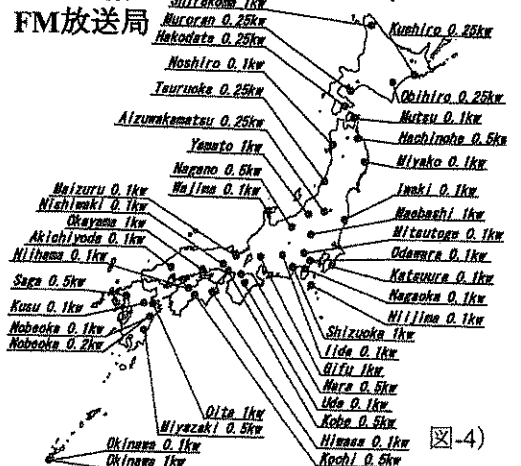 FM放送局
Muroran 0.25kw
Hakodate 0.25kw
Noshiro 0.1kw
Tsuruoka 0.25kw
Aizuwakamatsu 0.25kw
Yamato 1kw
Nagano 0.5kw
Wajima 0.1kw
Maizuru 0.1kw
Nishiwaki 0.1kw
Okayama 1kw
Akichiyoda 0.1kw
Niihama 0.1kw
Saga 0.5kw
Kusu 0.1kw
Nobeoka 0.1kw
Nobeoka 0.2kw
Kushiro 0.25kw
Obihiro 0.25kw
Mutsu 0.1kw
Hachinohe 0.5kw
Miyako 0.1kw
Iwaki 0.1kw
Maebashi 1kw
Mitsutoge 0.1kw
Odawara 0.1kw
Katsuura 0.1kw
Nagaoka 0.1kw
Niijima 0.1kw
Shizuoka 1kw
Iida 0.1kw
Gifu 1kw
Nara 0.5kw
Uda 0.1kw
Kobe 0.5kw
Hiwasa 0.1kw
Kochi 0.5kw
Oita 1kw
Miyazaki 0.5kw
Okinawa 0.1kw
Okinawa 1kw
図-4)